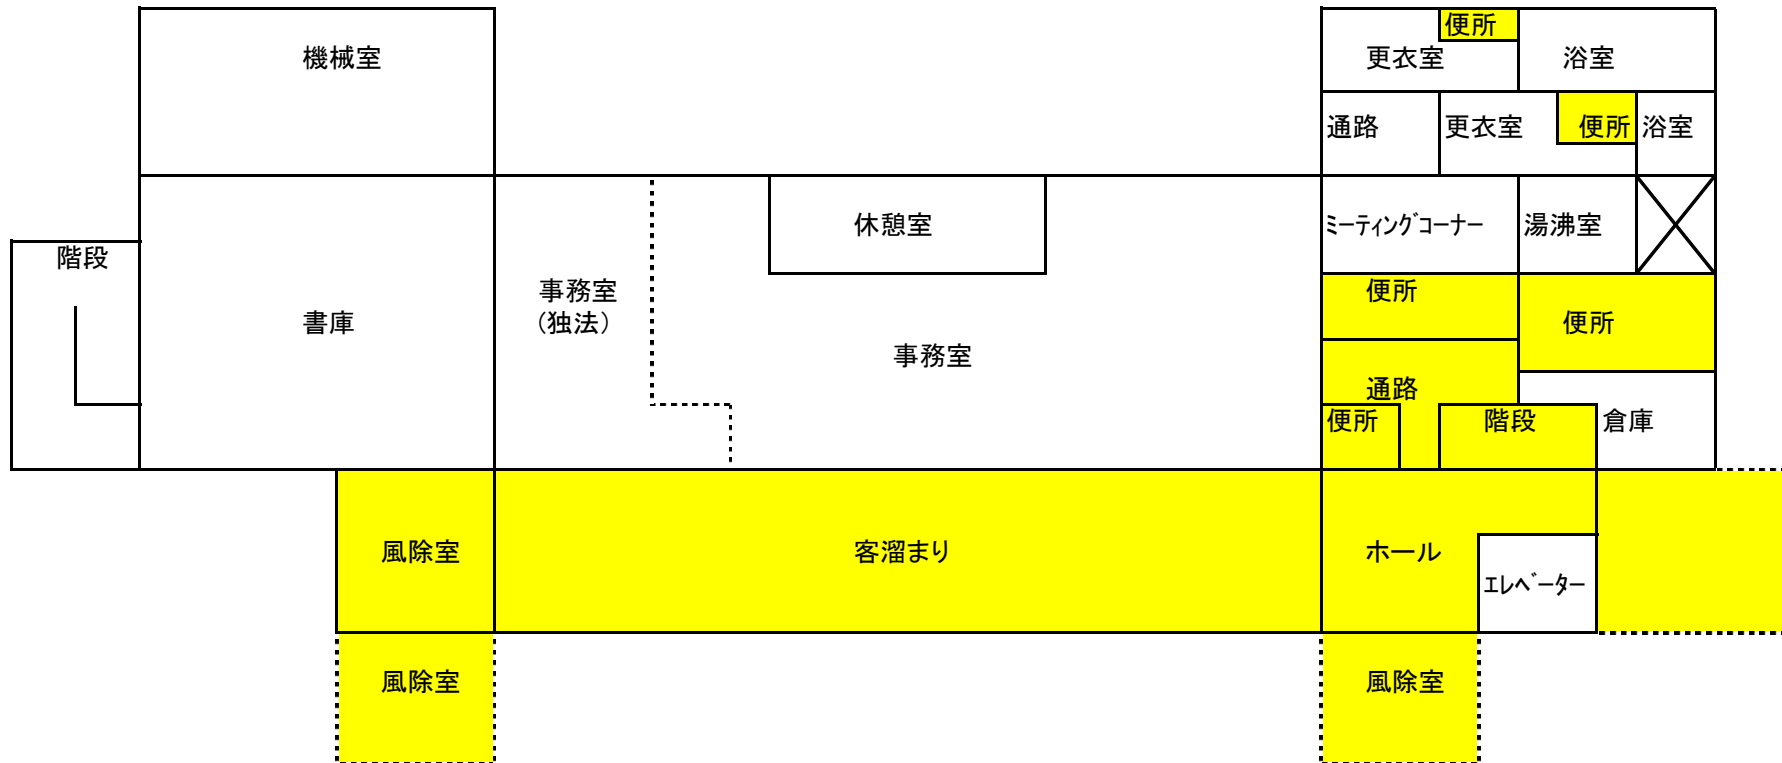 便所
機械室
更衣室
浴室
通路
更衣室
便所
浴室
休憩室
ﾐｰﾃｨﾝｸﾞｺｰﾅｰ
湯沸室
階段
事務室
(独法)
便所
書庫
便所
事務室
通路
便所
階段
倉庫
風除室
客溜まり
ホール
ｴﾚﾍﾞｰﾀｰ
風除室
風除室